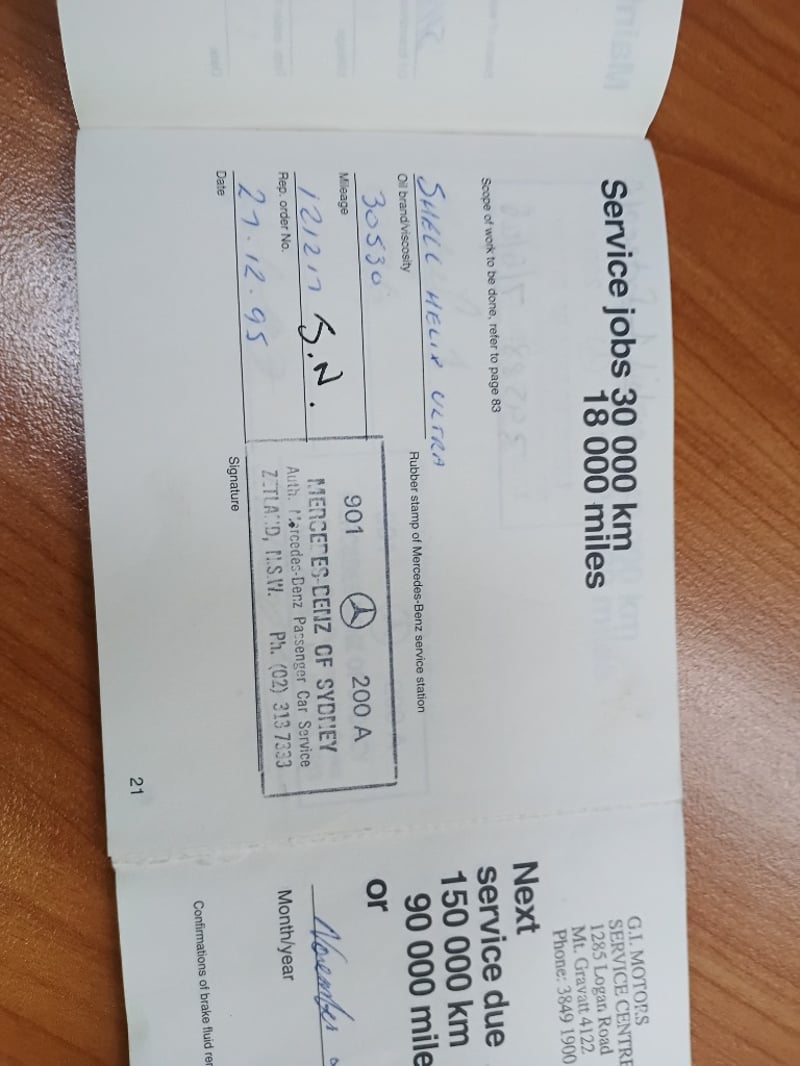 Service jobs 30 000 km
18 000 miles
Scope of work to be done, refer to page 83
SHELL HELIX ULTRA
Oil brand/viscosity
Rubber stamp of Mercedes-Benz service station
30530
Mileage
121217 S.N.
Rep. order No.
27.12.95
Date
901 200 A
MERCEDES-BENZ OF SYDNEY
Auth. Mercedes-Benz Passenger Car Service
ZETLAND, N.S.W. Ph. (02) 313 7333
Signature
21
G.I. MOTORS
SERVICE CENTRE
1285 Logan Road
Mt. Gravatt 4122
Phone: 3849 1900
Next
service due
150 000 km
90 000 mile
or
November
Month/year
Confirmations of brake fluid